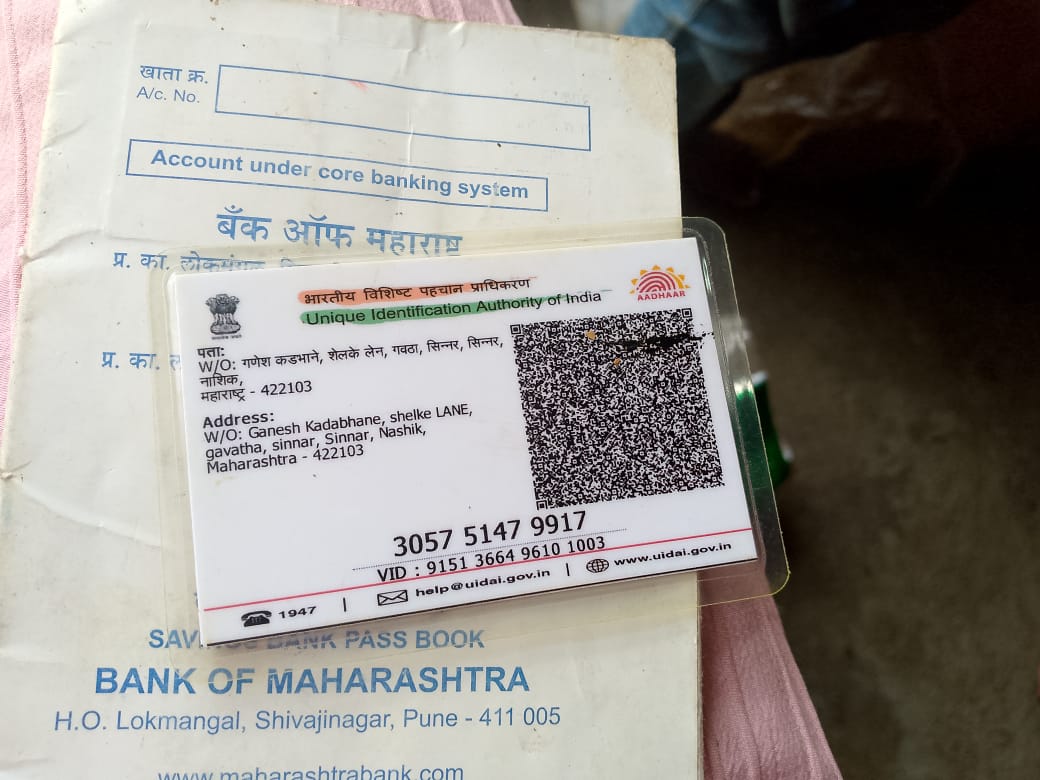 खाता क्र.
A/c. No.
Account under core banking system
बैंक ऑफ महाराष्ट्र
प्र. का. लोकमंगल,
प्र. का.
भारतीय विशिष्ट पहचान प्राधिकरण
Unique Identification Authority of India
AADHAAR
पता:
W/O: गणेश कडभाने, शेलके लेन, गवठा, सिन्नर, सिन्नर,
नाशिक,
महाराष्ट्र - 422103
Address:
W/O: Ganesh Kadabhane, shelke LANE,
gavatha, sinnar, Sinnar, Nashik,
Maharashtra - 422103
3057 5147 9917
VID : 9151 3664 9610 1003
1947 | help@uidai.gov.in | www.uidai.gov.in
SAVINGS BANK PASS BOOK
BANK OF MAHARASHTRA
H.O. Lokmangal, Shivajinagar, Pune - 411 005
www.maharashtrabank.com